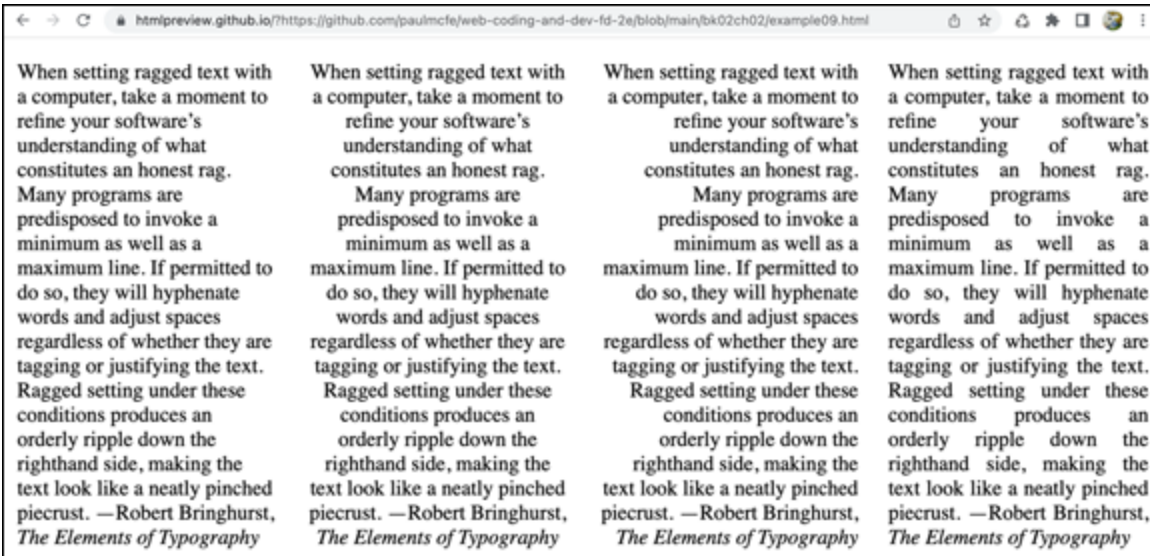 htmlpreview.github.io/?https://github.com/paulmcfe/web-coding-and-dev-fd-2e/blob/main/bk02ch02/example09.html
When setting ragged text with
a computer, take a moment to
refine your software’s
understanding of what
constitutes an honest rag.
Many programs are
predisposed to invoke a
minimum as well as a
maximum line. If permitted to
do so, they will hyphenate
words and adjust spaces
regardless of whether they are
tagging or justifying the text.
Ragged setting under these
conditions produces an
orderly ripple down the
righthand side, making the
text look like a neatly pinched
piecrust. —Robert Bringhurst,
The Elements of Typography
When setting ragged text with
a computer, take a moment to
refine your software’s
understanding of what
constitutes an honest rag.
Many programs are
predisposed to invoke a
minimum as well as a
maximum line. If permitted to
do so, they will hyphenate
words and adjust spaces
regardless of whether they are
tagging or justifying the text.
Ragged setting under these
conditions produces an
orderly ripple down the
righthand side, making the
text look like a neatly pinched
piecrust. —Robert Bringhurst,
The Elements of Typography
When setting ragged text with
a computer, take a moment to
refine your software’s
understanding of what
constitutes an honest rag.
Many programs are
predisposed to invoke a
minimum as well as a
maximum line. If permitted to
do so, they will hyphenate
words and adjust spaces
regardless of whether they are
tagging or justifying the text.
Ragged setting under these
conditions produces an
orderly ripple down the
righthand side, making the
text look like a neatly pinched
piecrust. —Robert Bringhurst,
The Elements of Typography
When setting ragged text with
a computer, take a moment to
refine your software’s
understanding of what
constitutes an honest rag.
Many programs are
predisposed to invoke a
minimum as well as a
maximum line. If permitted to
do so, they will hyphenate
words and adjust spaces
regardless of whether they are
tagging or justifying the text.
Ragged setting under these
conditions produces an
orderly ripple down the
righthand side, making the
text look like a neatly pinched
piecrust. —Robert Bringhurst,
The Elements of Typography